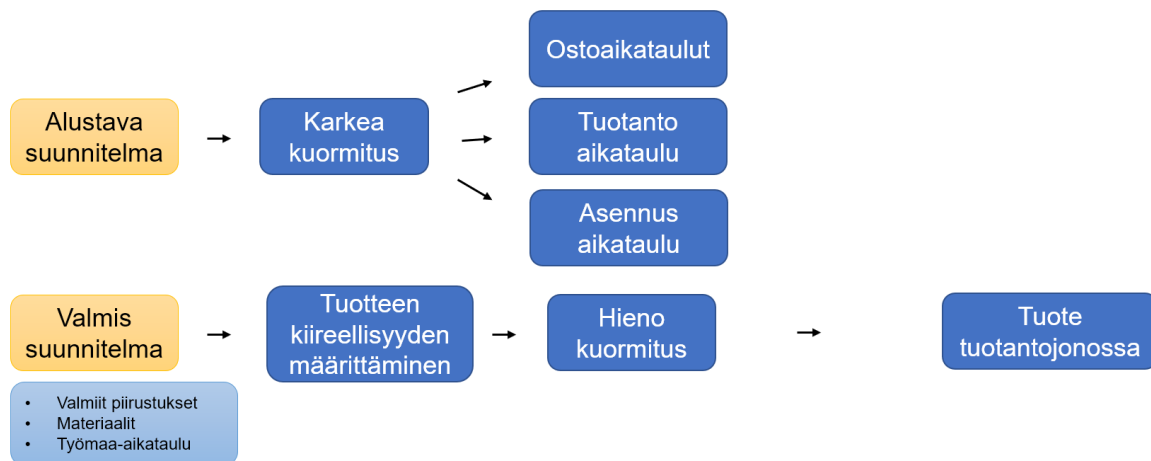 Ostoaikataulut
Alustava
suunnitelma
Karkea
kuormitus
Tuotanto
aikataulu
Asennus
aikataulu
Valmis
suunnitelma
Tuotteen
kiireellisyyden
määrittäminen
Hieno
kuormitus
Tuote
tuotantojonossa
• Valmiit piirustukset
• Materiaalit
• Työmaa-aikataulu